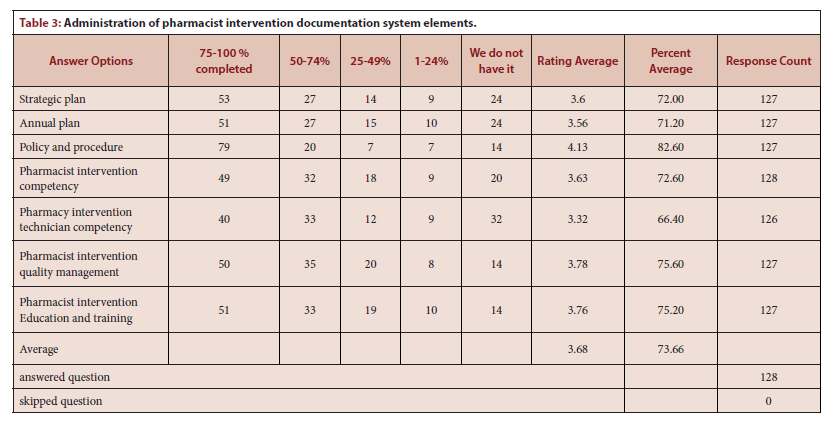 Table 3: Administration of pharmacist intervention documentation system elements.
Answer Options 75-100 % completed 50-74% 25-49% 1-24% We do not have it Rating Average Percent Average Response Count
Strategic plan 53 27 14 9 24 3.6 72.00 127
Annual plan 51 27 15 10 24 3.56 71.20 127
Policy and procedure 79 20 7 7 14 4.13 82.60 127
Pharmacist intervention competency 49 32 18 9 20 3.63 72.60 128
Pharmacy intervention technician competency 40 33 12 9 32 3.32 66.40 126
Pharmacist intervention quality management 50 35 20 8 14 3.78 75.60 127
Pharmacist intervention Education and training 51 33 19 10 14 3.76 75.20 127
Average 3.68 73.66
answered question 128
skipped question 0